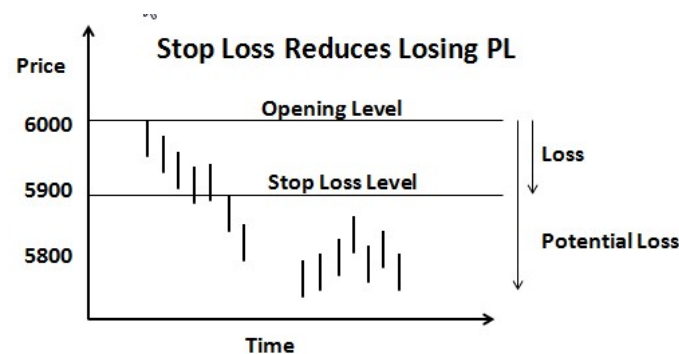 Stop Loss Reduces Losing PL
Price
Opening Level
6000
Loss
Stop Loss Level
5900
Potential Loss
5800
Time